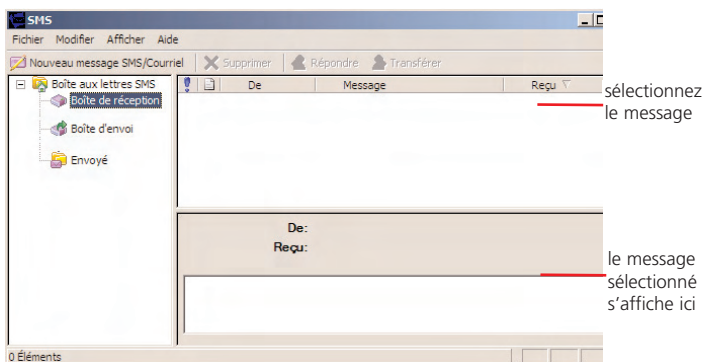 SMS
Fichier Modifier Afficher Aide
Nouveau message SMS/Courriel Supprimer Répondre Transférer
Boîte aux lettres SMS
Boîte de réception
Boîte d'envoi
Envoyé
De Message Reçu
sélectionnez
le message
De:
Reçu:
le message
sélectionné
s'affiche ici
0 Éléments